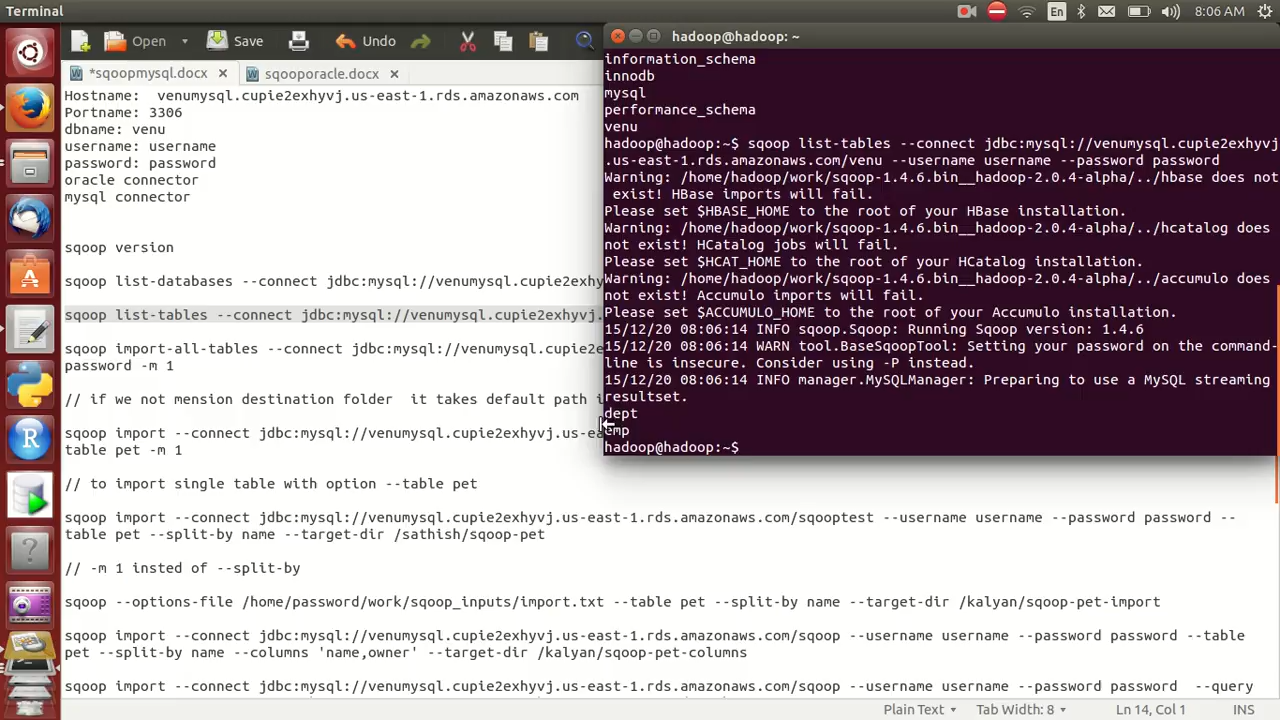 Terminal
En
8:06 AM
Open
Save
Undo
*sqoopmysql.docx
sqooporacle.docx
Hostname:  venumysql.cupie2exhyvj.us-east-1.rds.amazonaws.com
Portname: 3306
dbname: venu
username: username
password: password
oracle connector
mysql connector
sqoop version
sqoop list-databases --connect jdbc:mysql://venumysql.cupie2exhy
sqoop list-tables --connect jdbc:mysql://venumysql.cupie2exhyvj.
sqoop import-all-tables --connect jdbc:mysql://venumysql.cupie2e
password -m 1
// if we not mension destination folder  it takes default path
sqoop import --connect jdbc:mysql://venumysql.cupie2exhyvj.us-ea
table pet -m 1
// to import single table with option --table pet
sqoop import --connect jdbc:mysql://venumysql.cupie2exhyvj.us-east-1.rds.amazonaws.com/sqooptest --username username --password password --
table pet --split-by name --target-dir /sathish/sqoop-pet
// -m 1 insted of --split-by
sqoop --options-file /home/password/work/sqoop_inputs/import.txt --table pet --split-by name --target-dir /kalyan/sqoop-pet-import
sqoop import --connect jdbc:mysql://venumysql.cupie2exhyvj.us-east-1.rds.amazonaws.com/sqoop --username username --password password --table
pet --split-by name --columns 'name,owner' --target-dir /kalyan/sqoop-pet-columns
sqoop import --connect jdbc:mysql://venumysql.cupie2exhyvj.us-east-1.rds.amazonaws.com/sqoop --username username --password password  --query
hadoop@hadoop: ~
information_schema
innodb
mysql
performance_schema
venu
hadoop@hadoop:~$ sqoop list-tables --connect jdbc:mysql://venumysql.cupie2exhyvj
.us-east-1.rds.amazonaws.com/venu --username username --password password
Warning: /home/hadoop/work/sqoop-1.4.6.bin__hadoop-2.0.4-alpha/../hbase does not
exist! HBase imports will fail.
Please set $HBASE_HOME to the root of your HBase installation.
Warning: /home/hadoop/work/sqoop-1.4.6.bin__hadoop-2.0.4-alpha/../hcatalog does
not exist! HCatalog jobs will fail.
Please set $HCAT_HOME to the root of your HCatalog installation.
Warning: /home/hadoop/work/sqoop-1.4.6.bin__hadoop-2.0.4-alpha/../accumulo does
not exist! Accumulo imports will fail.
Please set $ACCUMULO_HOME to the root of your Accumulo installation.
15/12/20 08:06:14 INFO sqoop.Sqoop: Running Sqoop version: 1.4.6
15/12/20 08:06:14 WARN tool.BaseSqoopTool: Setting your password on the command-
line is insecure. Consider using -P instead.
15/12/20 08:06:14 INFO manager.MySQLManager: Preparing to use a MySQL streaming
resultset.
dept
emp
hadoop@hadoop:~$
Plain Text
Tab Width: 8
Ln 14, Col 1
INS